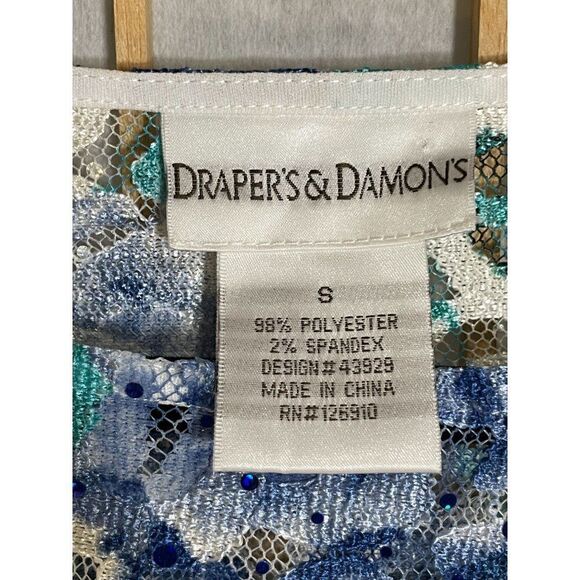 DRAPER'S & DAMON'S
S
98% POLYESTER
2% SPANDEX
DESIGN# 43929
MADE IN CHINA
RN# 126910